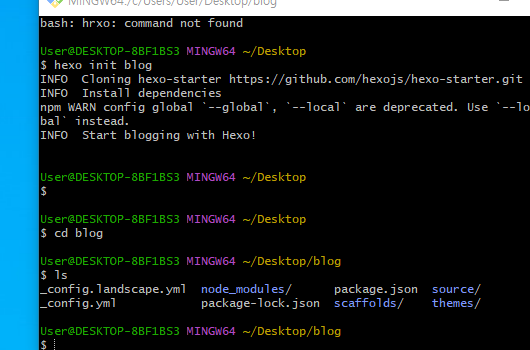 MINGW64:/c/Users/User/Desktop/blog
bash: hrxo: command not found
User@DESKTOP-8BF1BS3 MINGW64 ~/Desktop
$ hexo init blog
INFO  Cloning hexo-starter https://github.com/hexojs/hexo-starter.git
INFO  Install dependencies
npm WARN config global `--global`, `--local` are deprecated. Use `--lo
bal` instead.
INFO  Start blogging with Hexo!
User@DESKTOP-8BF1BS3 MINGW64 ~/Desktop
$
User@DESKTOP-8BF1BS3 MINGW64 ~/Desktop
$ cd blog
User@DESKTOP-8BF1BS3 MINGW64 ~/Desktop/blog
$ ls
_config.landscape.yml  node_modules/      package.json  source/
_config.yml            package-lock.json  scaffolds/    themes/
User@DESKTOP-8BF1BS3 MINGW64 ~/Desktop/blog
$